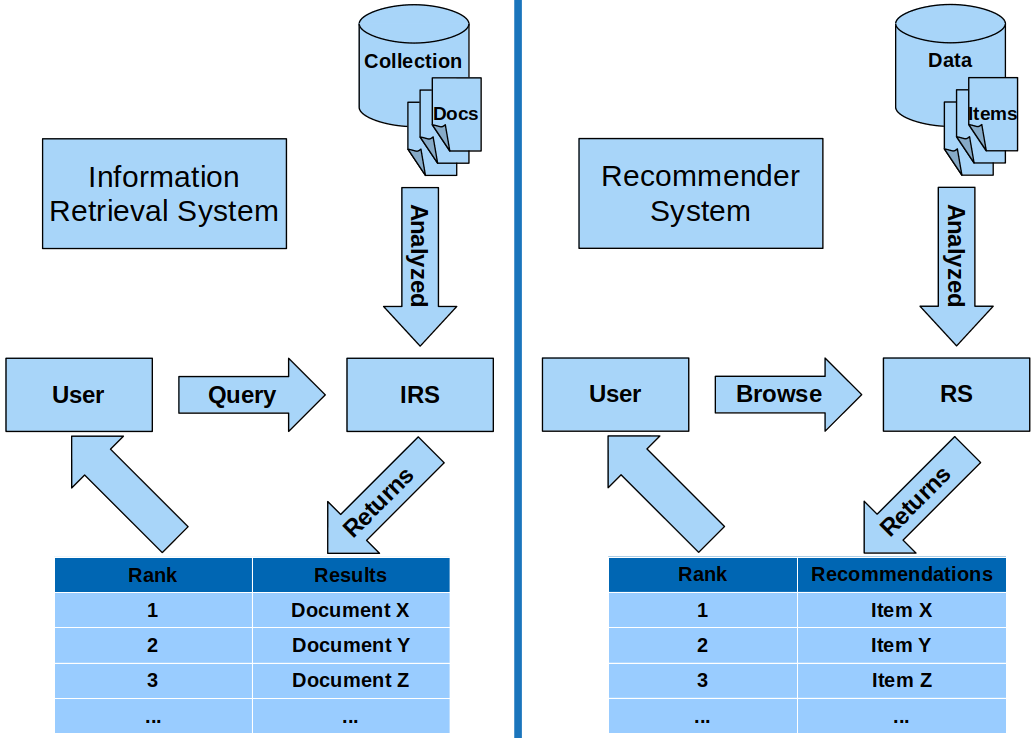 Collection
Docs
Information
Retrieval System
Analyzed
User
Query
IRS
Returns
Rank Results
1 Document X
2 Document Y
3 Document Z
... ...
Data
Items
Recommender
System
Analyzed
User
Browse
RS
Returns
Rank Recommendations
1 Item X
2 Item Y
3 Item Z
... ...